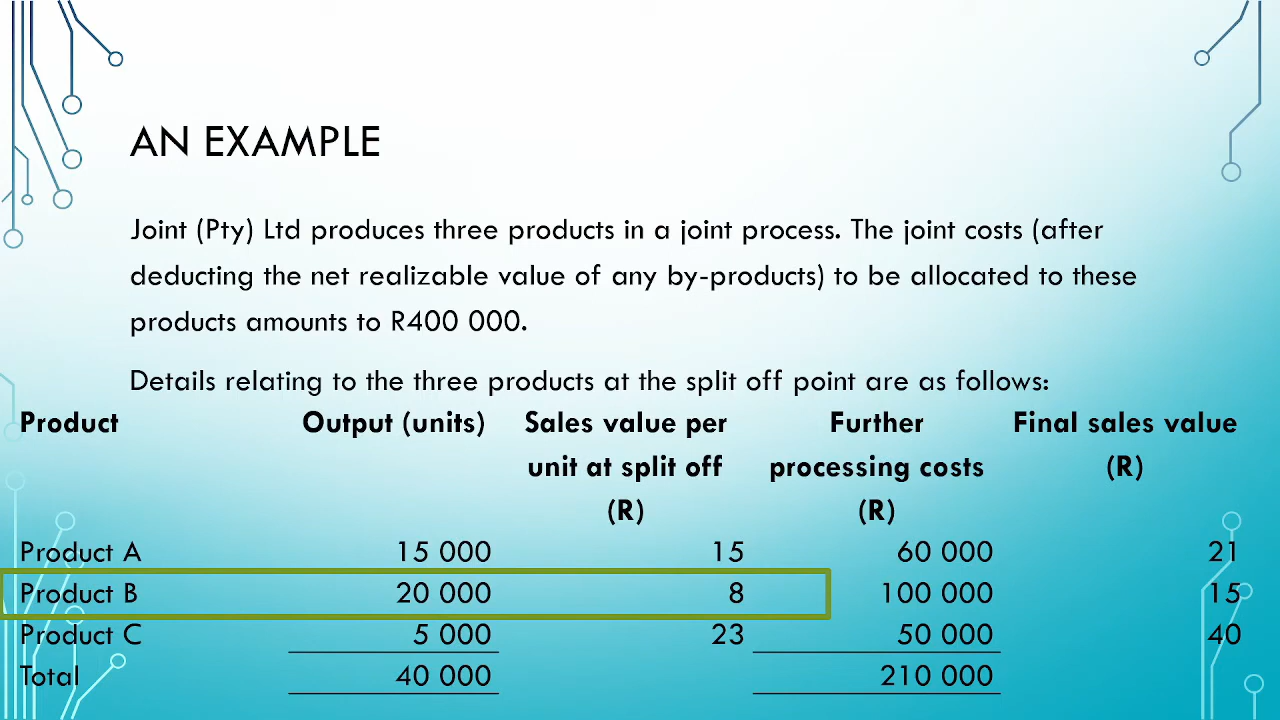 AN EXAMPLE
Joint (Pty) Ltd produces three products in a joint process. The joint costs (after
deducting the net realizable value of any by-products) to be allocated to these
products amounts to R400 000.
Details relating to the three products at the split off point are as follows:
Product Output (units) Sales value per Further Final sales value
unit at split off processing costs (R)
(R) (R)
Product A 15 000 15 60 000 21
Product B 20 000 8 100 000 15
Product C 5 000 23 50 000 40
Total 40 000 210 000